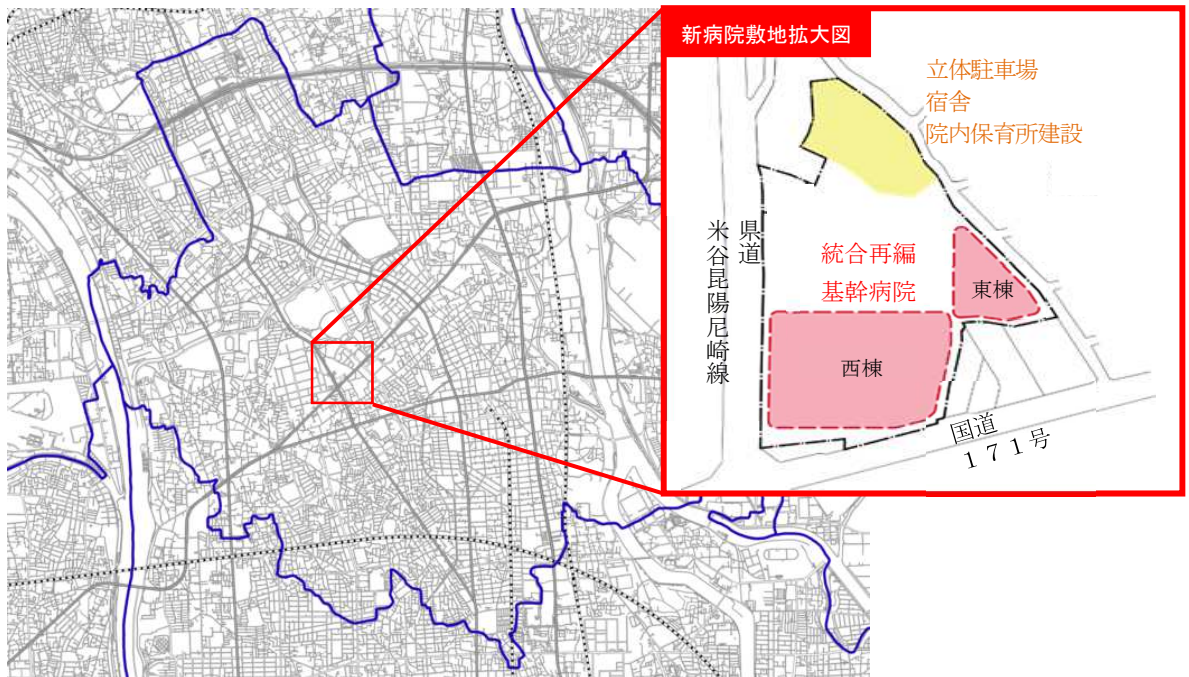 新病院敷地拡大図
立体駐車場
宿舎
院内保育所建設
県道
米谷昆陽尼崎線
統合再編
基幹病院
東棟
西棟
国道
１７１号